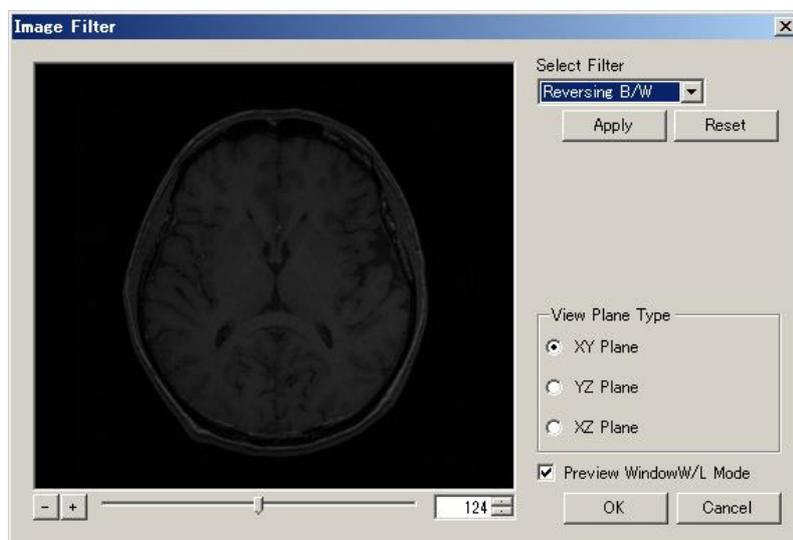 Image Filter
Select Filter
Reversing B/W
Apply
Reset
View Plane Type
XY Plane
YZ Plane
XZ Plane
Preview WindowW/L Mode
- +
124
OK
Cancel